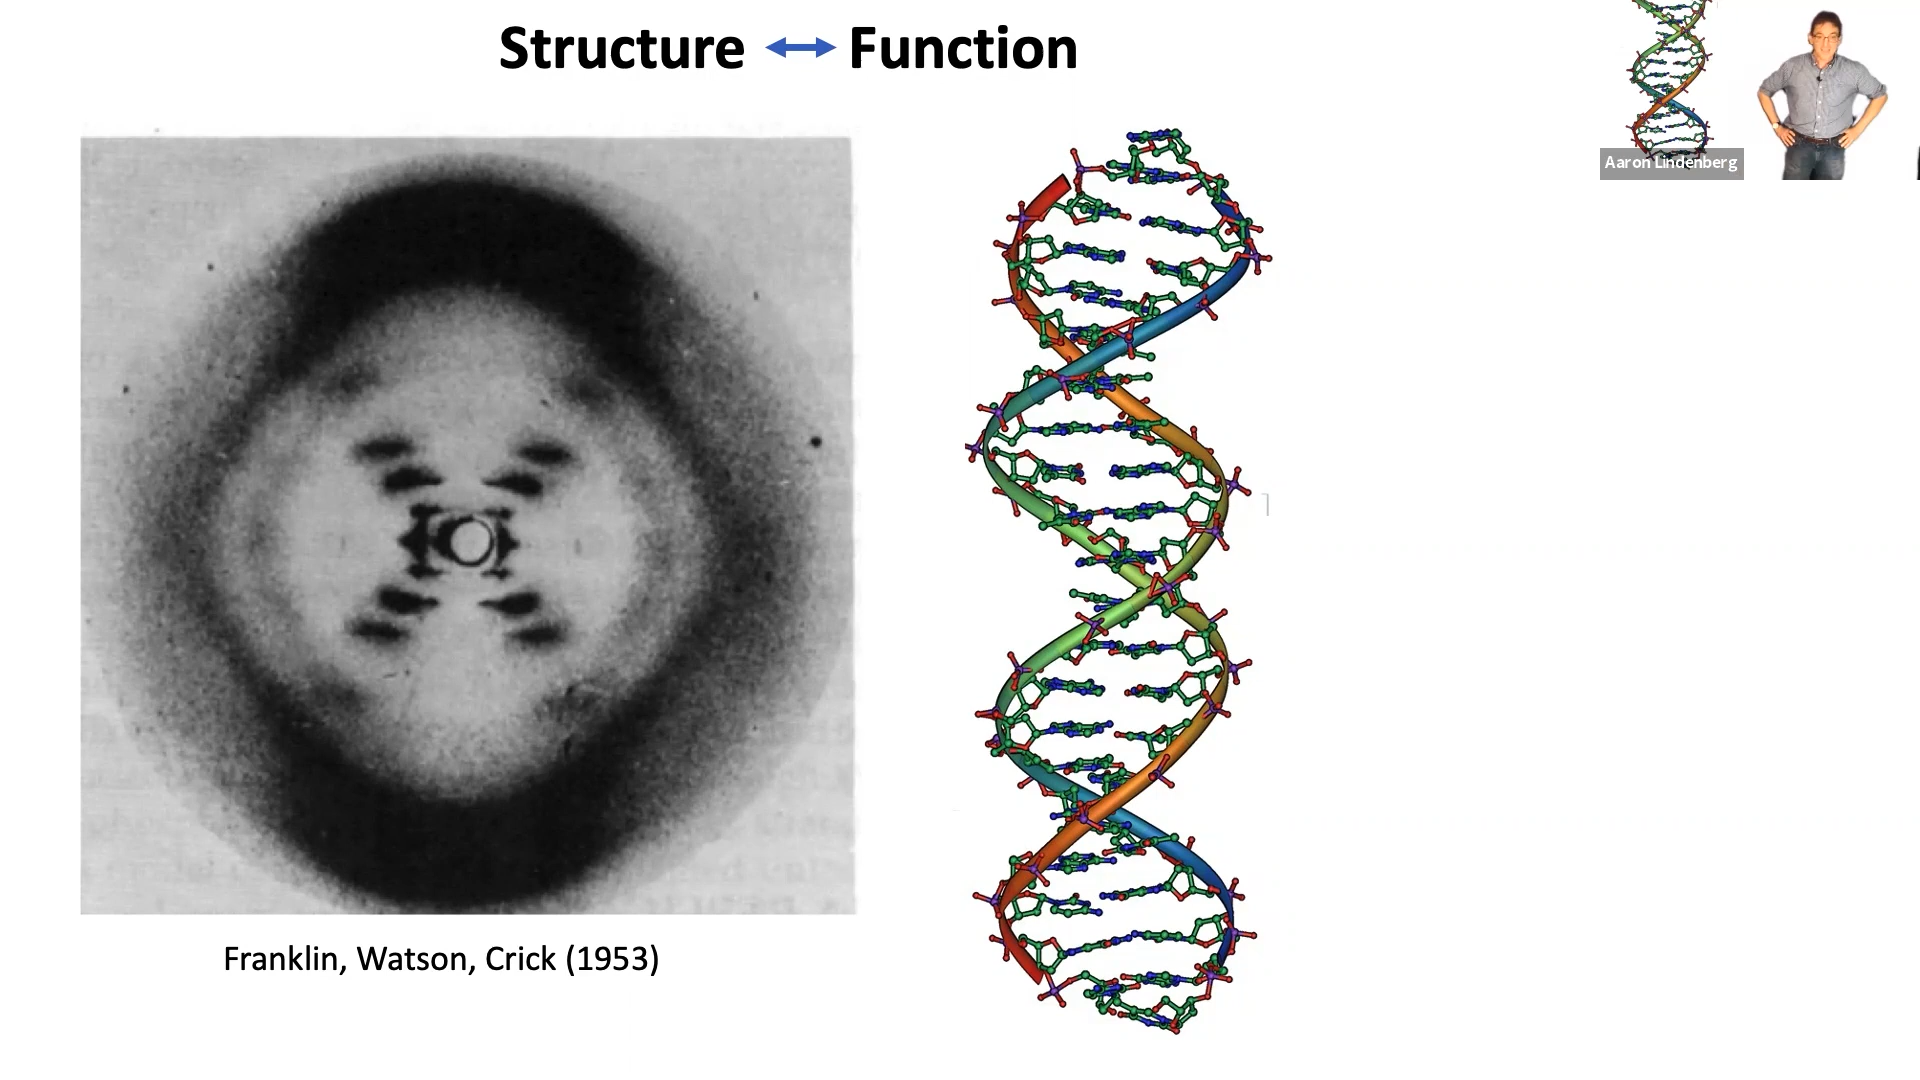 Structure ↔ Function
Aaron Lindenberg
Franklin, Watson, Crick (1953)